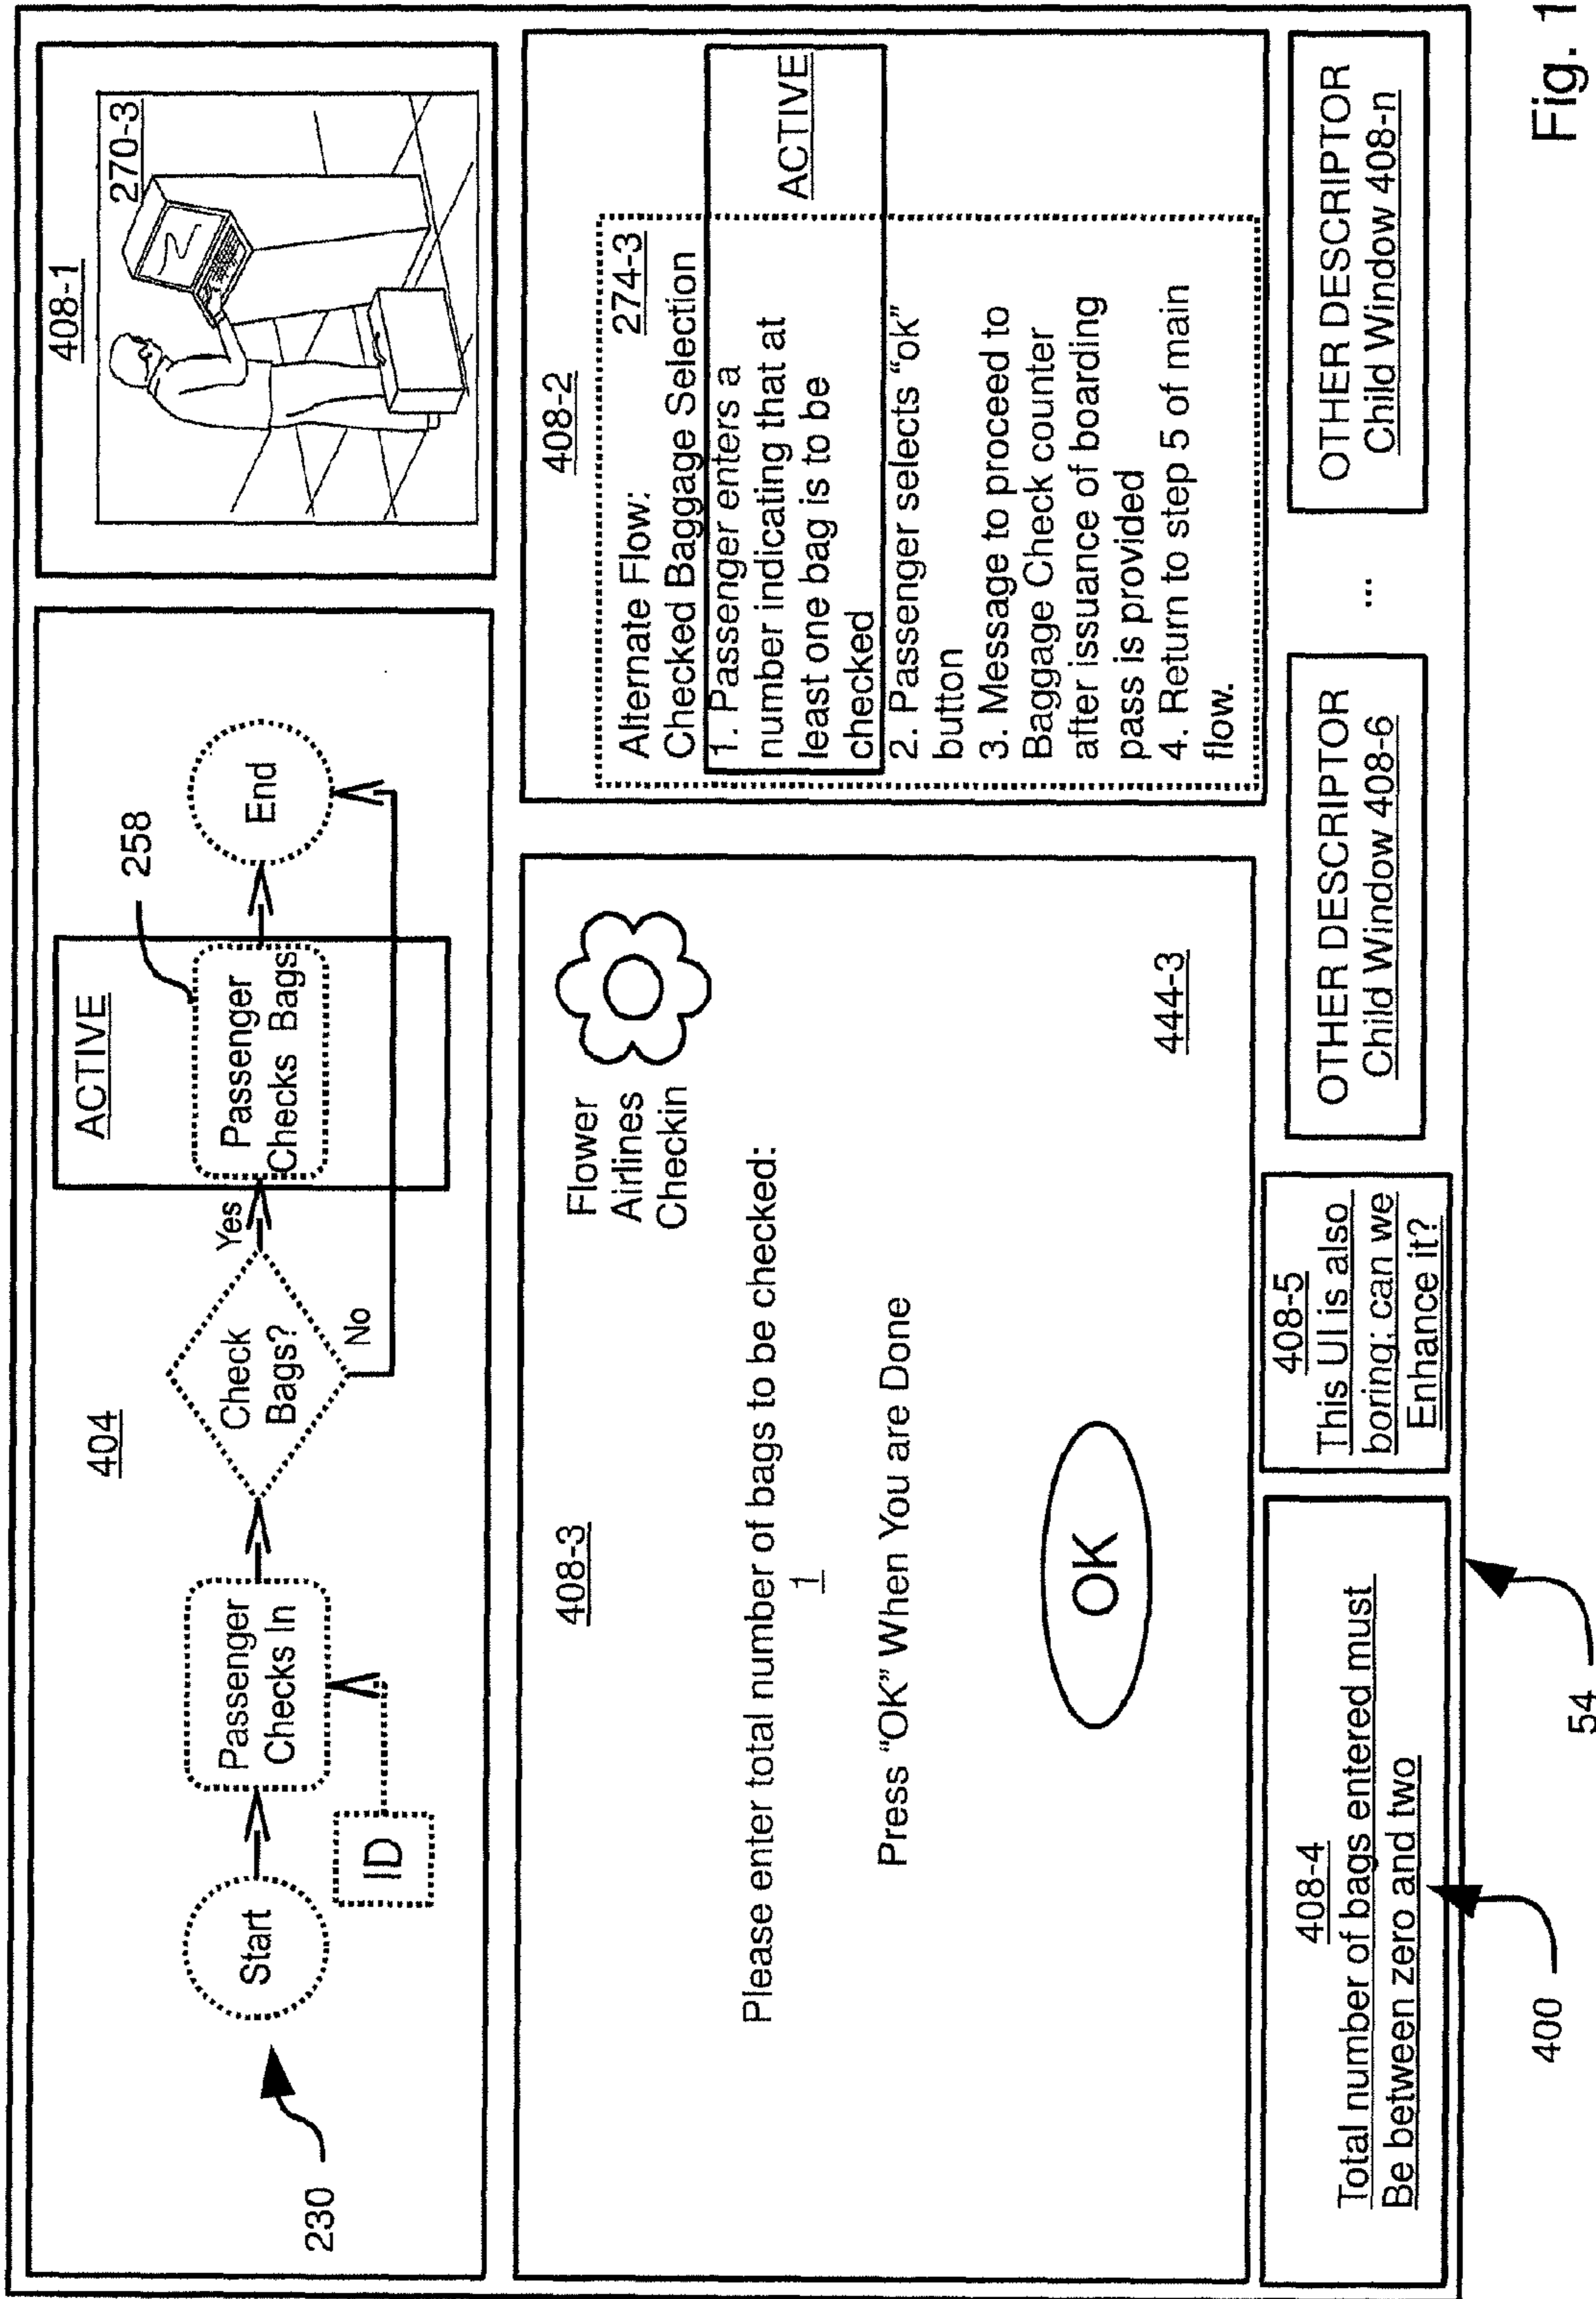 404
ACTIVE
258
230
Start
ID
Passenger
Checks In
Check
Bags?
Yes
No
Passenger
Checks Bags
End
408-1
270-3
408-3
Flower
Airlines
Checkin
Please enter total number of bags to be checked:
1
Press “OK” When You are Done
OK
444-3
408-2
Alternate Flow:
274-3
Checked Baggage Selection
1. Passenger enters a
number indicating that at
least one bag is to be
checked
ACTIVE
2. Passenger selects “ok”
button
3. Message to proceed to
Baggage Check counter
after issuance of boarding
pass is provided
4. Return to step 5 of main
flow.
408-4
Total number of bags entered must
Be between zero and two
408-5
This UI is also
boring: can we
Enhance it?
OTHER DESCRIPTOR
Child Window 408-6
...
OTHER DESCRIPTOR
Child Window 408-n
400
54
Fig. 1